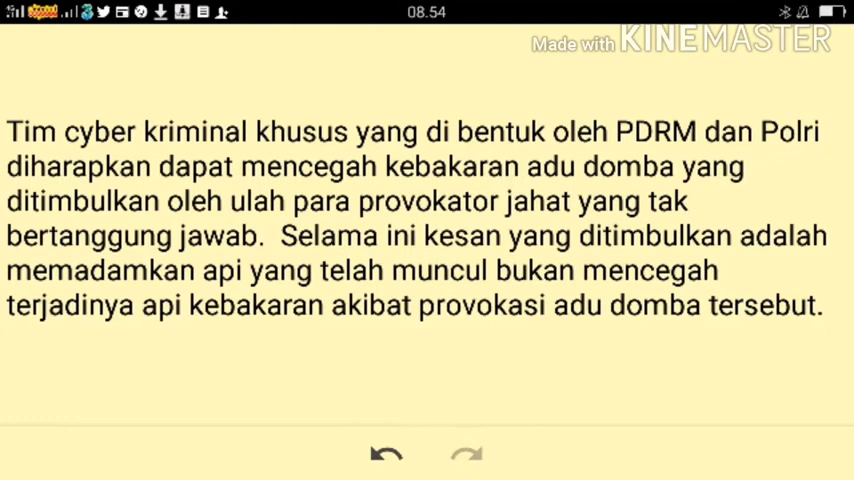 08.54
Made with KINEMASTER
Tim cyber kriminal khusus yang di bentuk oleh PDRM dan Polri
diharapkan dapat mencegah kebakaran adu domba yang
ditimbulkan oleh ulah para provokator jahat yang tak
bertanggung jawab.  Selama ini kesan yang ditimbulkan adalah
memadamkan api yang telah muncul bukan mencegah
terjadinya api kebakaran akibat provokasi adu domba tersebut.